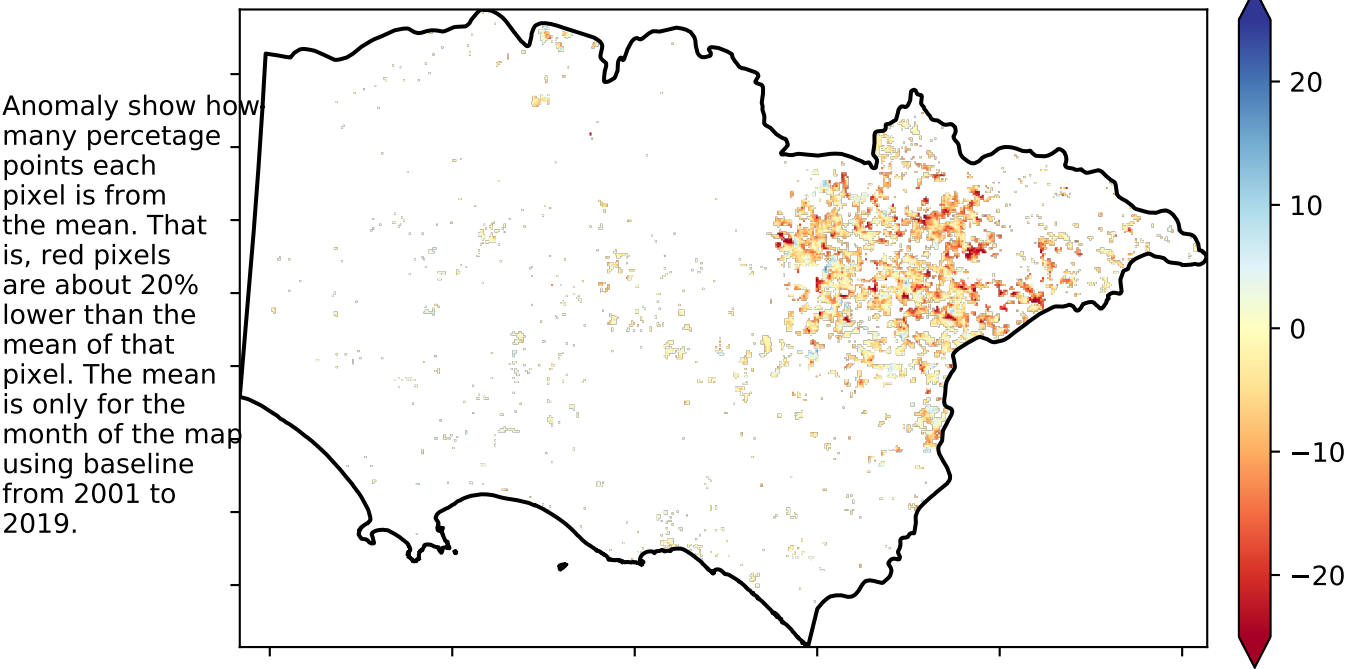 Anomaly show how
many percetage
points each
pixel is from
the mean. That
is, red pixels
are about 20%
lower than the
mean of that
pixel. The mean
is only for the
month of the map
using baseline
from 2001 to
2019.
20
10
0
−10
−20